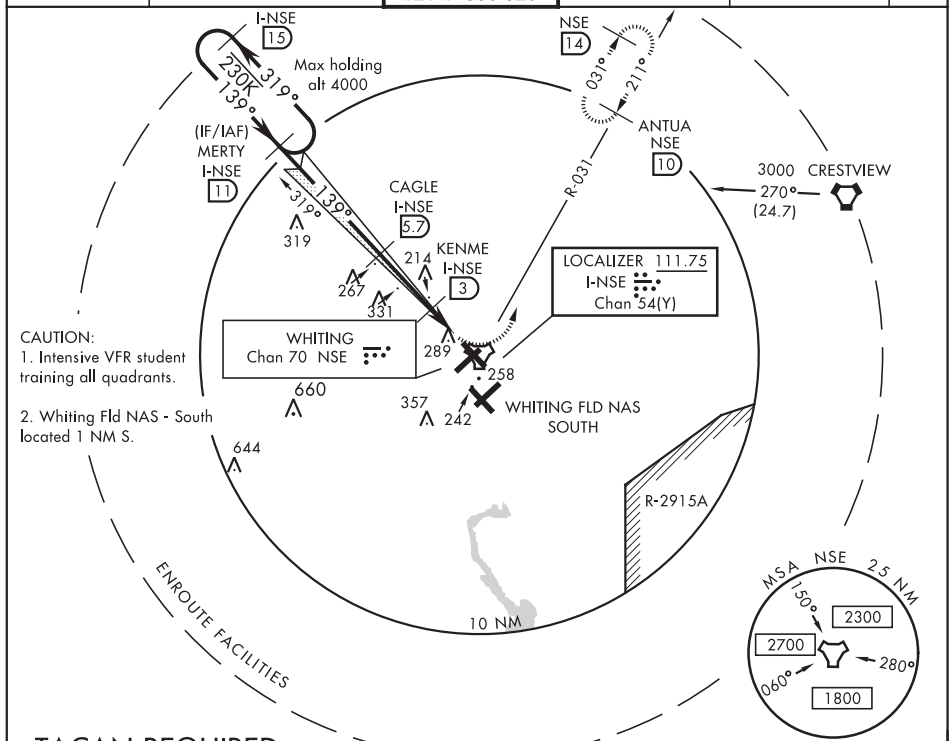 I-NSE
15
230K
319°
139°
Max holding
alt 4000
(IF/IAF)
MERTY
I-NSE
11
139°
319°
319
CAGLE
I-NSE
5.7
KENME
I-NSE
3
214
267
331
289
NSE
14
031°
211°
ANTUA
NSE
10
R-031
3000
270°
(24.7)
CRESTVIEW
LOCALIZER 111.75
I-NSE
Chan 54(Y)
WHITING
Chan 70 NSE
CAUTION:
1. Intensive VFR student
training all quadrants.
2. Whiting Fld NAS - South
located 1 NM S.
660
644
357
258
242
WHITING FLD NAS
SOUTH
R-2915A
10 NM
ENROUTE FACILITIES
MSA NSE 25 NM
150°
2300
2700
060°
280°
1800
TACAN REQUIRED